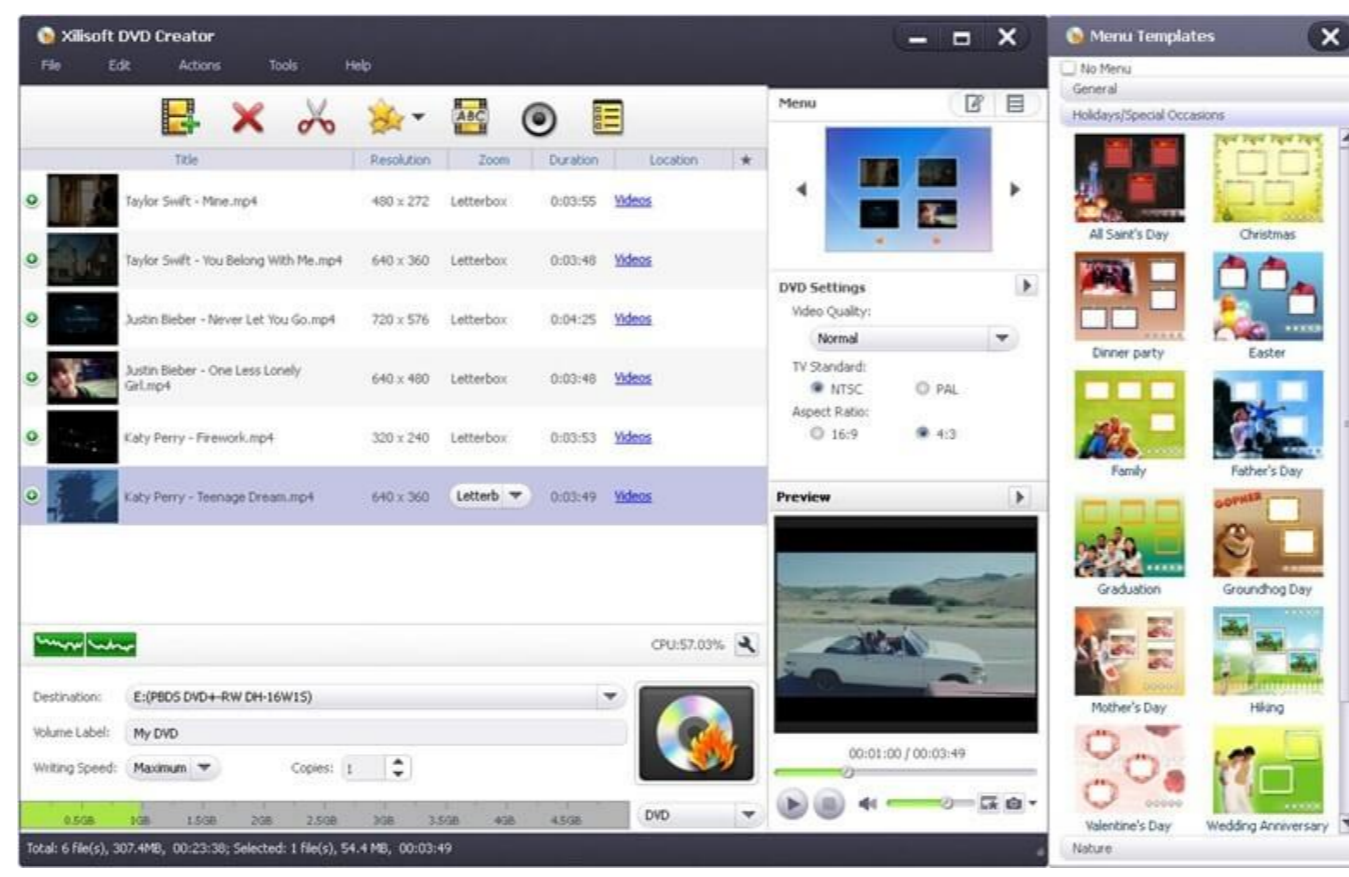 Xilisoft DVD Creator
File Edit Actions Tools Help
ABC
Title Resolution Zoom Duration Location
Taylor Swift - Mine.mp4 480 x 272 Letterbox 0:03:55 Videos
Taylor Swift - You Belong With Me.mp4 640 x 360 Letterbox 0:03:48 Videos
Justin Bieber - Never Let You Go.mp4 720 x 576 Letterbox 0:04:25 Videos
Justin Bieber - One Less Lonely
Girl.mp4 640 x 480 Letterbox 0:03:48 Videos
Katy Perry - Firework.mp4 320 x 240 Letterbox 0:03:53 Videos
Katy Perry - Teenage Dream.mp4 640 x 360 Letterb 0:03:49 Videos
CPU:57.03%
Destination: E:(PBDS DVD+-RW DH-16W1S)
Volume Label: My DVD
Writing Speed: Maximum Copies: 1
0.5GB 1GB 1.5GB 2GB 2.5GB 3GB 3.5GB 4GB 4.5GB DVD
Total: 6 file(s), 307.4MB, 00:23:38; Selected: 1 file(s), 54.4 MB, 00:03:49
Menu
DVD Settings
Video Quality:
Normal
TV Standard:
NTSC PAL
Aspect Ratio:
16:9 4:3
Preview
00:01:00 / 00:03:49
Menu Templates
No Menu
General
Holidays/Special Occasions
All Saint's Day Christmas
Dinner party Easter
Family Father's Day
GOPHER
Graduation Groundhog Day
Mother's Day Hiking
Valentine's Day Wedding Anniversary
Nature